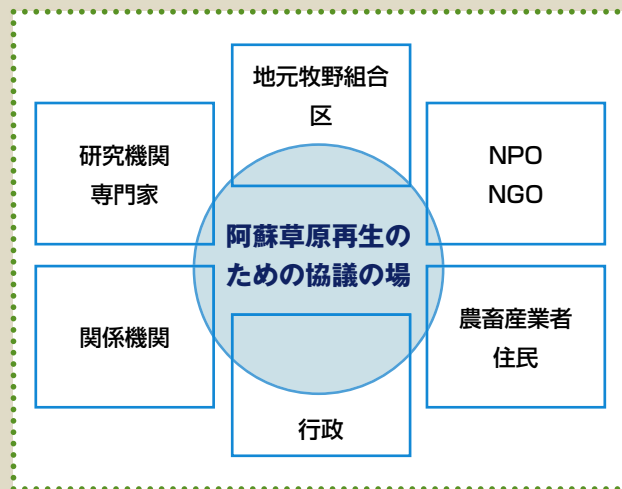 地元牧野組合
区
研究機関
専門家
NPO
NGO
阿蘇草原再生の
ための協議の場
関係機関
農畜産業者
住民
行政